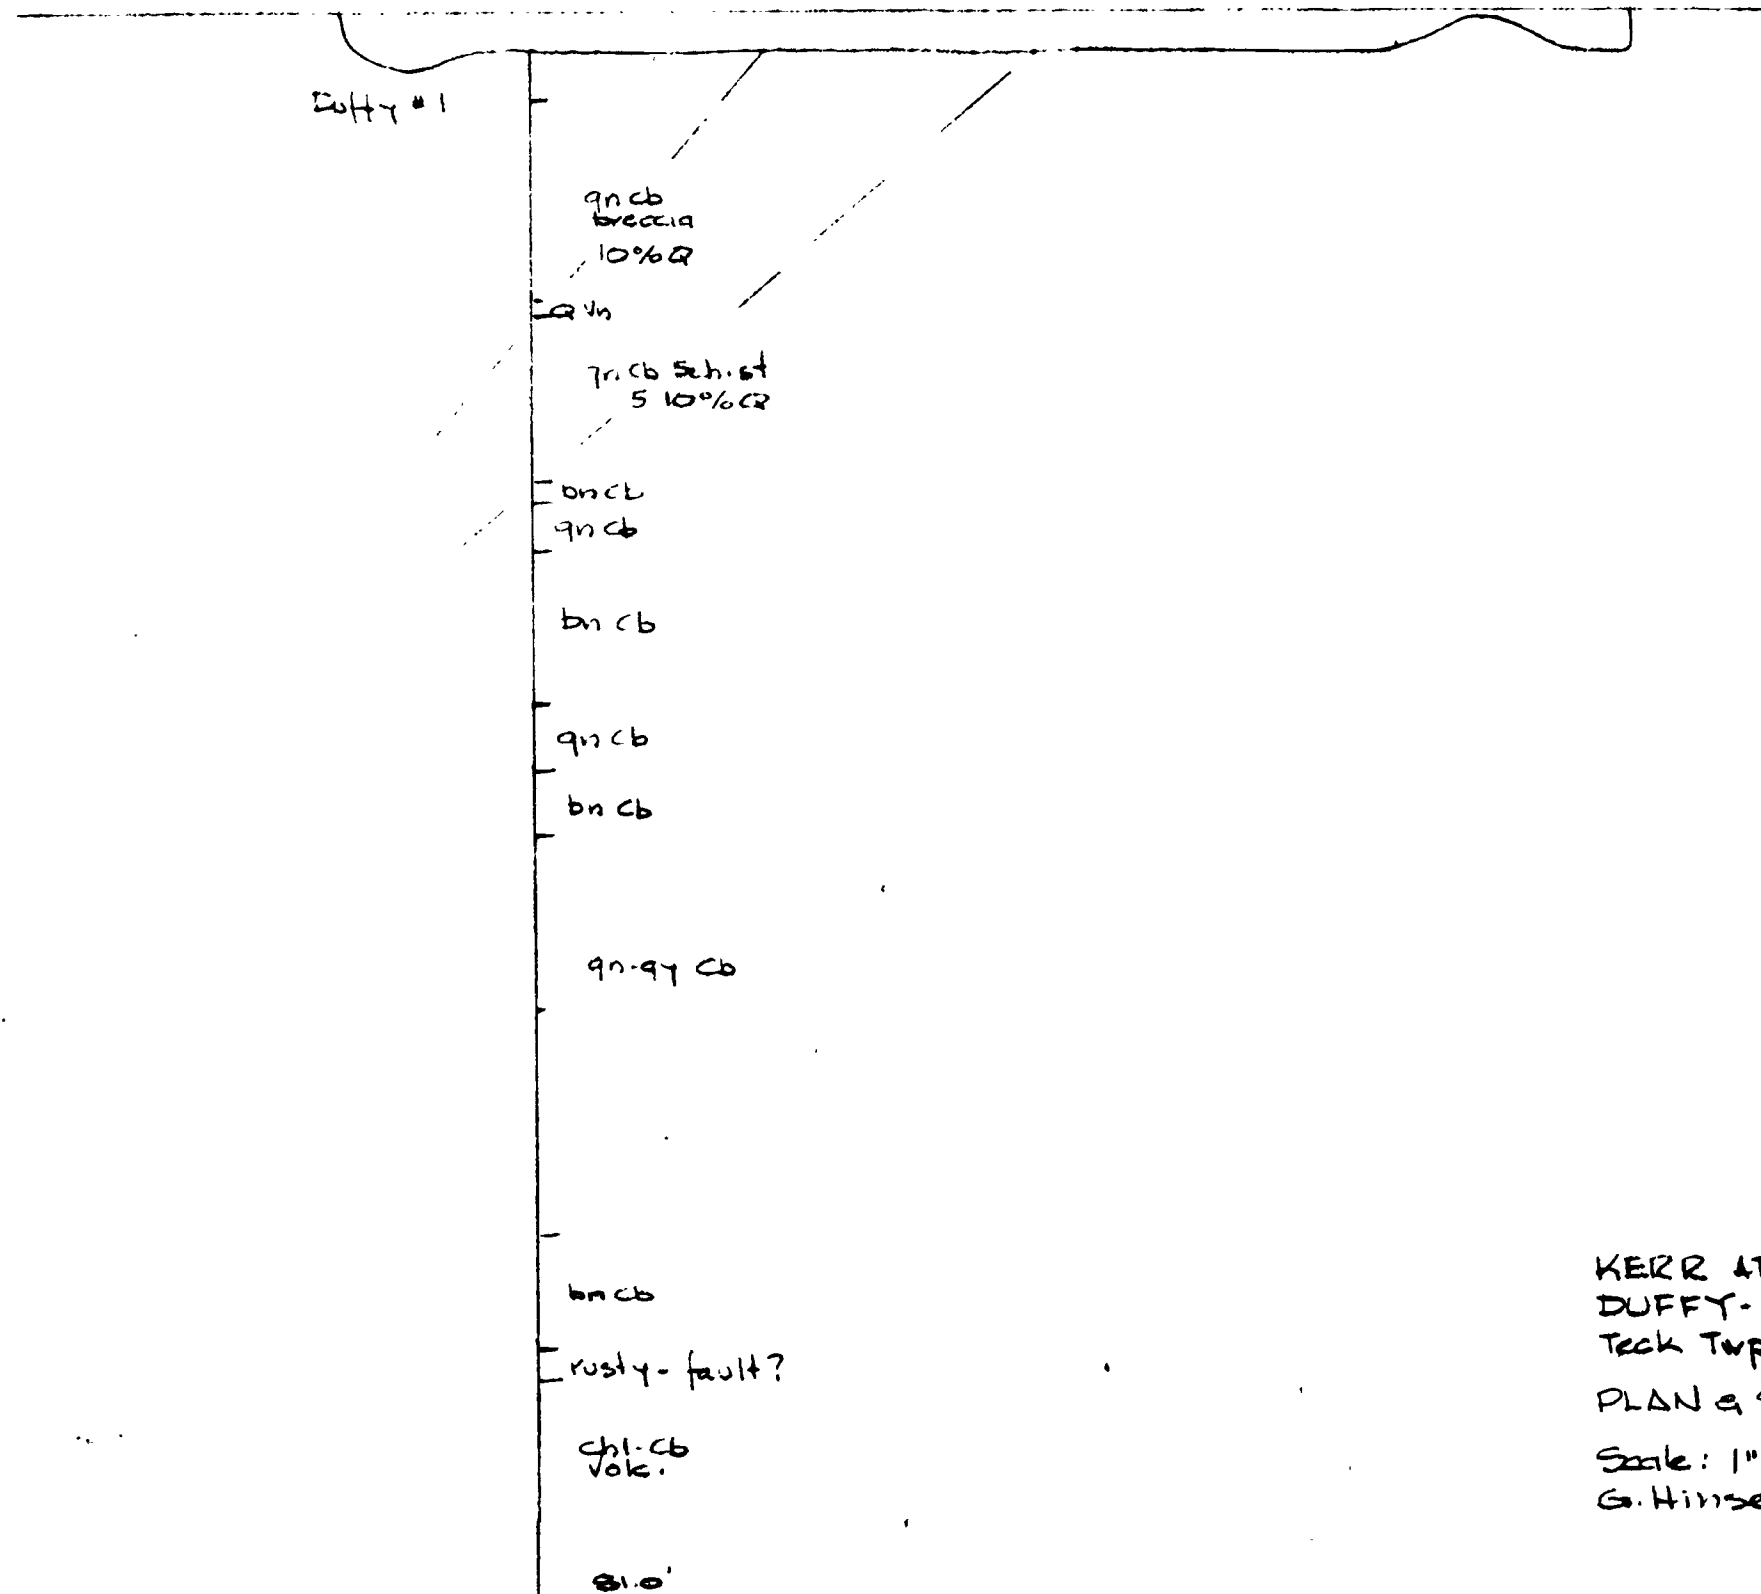 Duffy #1
gn cb
breccia
10% Q
Q Vn
gn cb Schist
5 10% Q
bn cb
gn cb
bn cb
gn cb
bn cb
gn-gy Cb
bn cb
rusty - fault?
chl-cb
Volc.
81.0'
KERR AT
DUFFY-
Teck Twp
PLAN &
Scale: 1"
G. Hinse